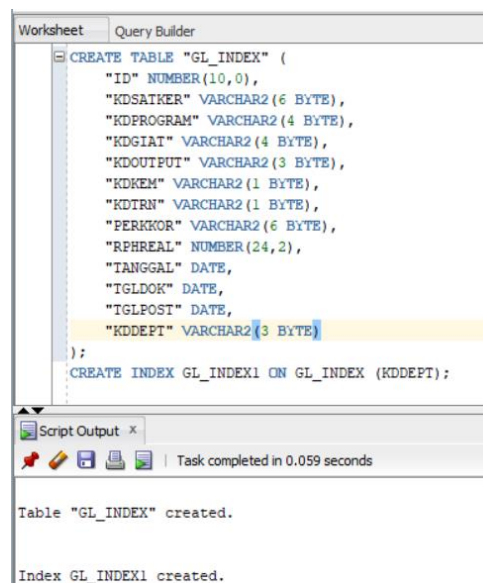 Worksheet Query Builder
CREATE TABLE "GL_INDEX" (
"ID" NUMBER(10,0),
"KDSATKER" VARCHAR2(6 BYTE),
"KDPROGRAM" VARCHAR2(4 BYTE),
"KDGIAT" VARCHAR2(4 BYTE),
"KDOUTPUT" VARCHAR2(3 BYTE),
"KDKEM" VARCHAR2(1 BYTE),
"KDTRN" VARCHAR2(1 BYTE),
"PERKKOR" VARCHAR2(6 BYTE),
"RPHREAL" NUMBER(24,2),
"TANGGAL" DATE,
"TGLDOK" DATE,
"TGLPOST" DATE,
"KDDEPT" VARCHAR2(3 BYTE)
);
CREATE INDEX GL_INDEX1 ON GL_INDEX (KDDEPT);
Script Output x
Task completed in 0.059 seconds
Table "GL_INDEX" created.
Index GL_INDEX1 created.